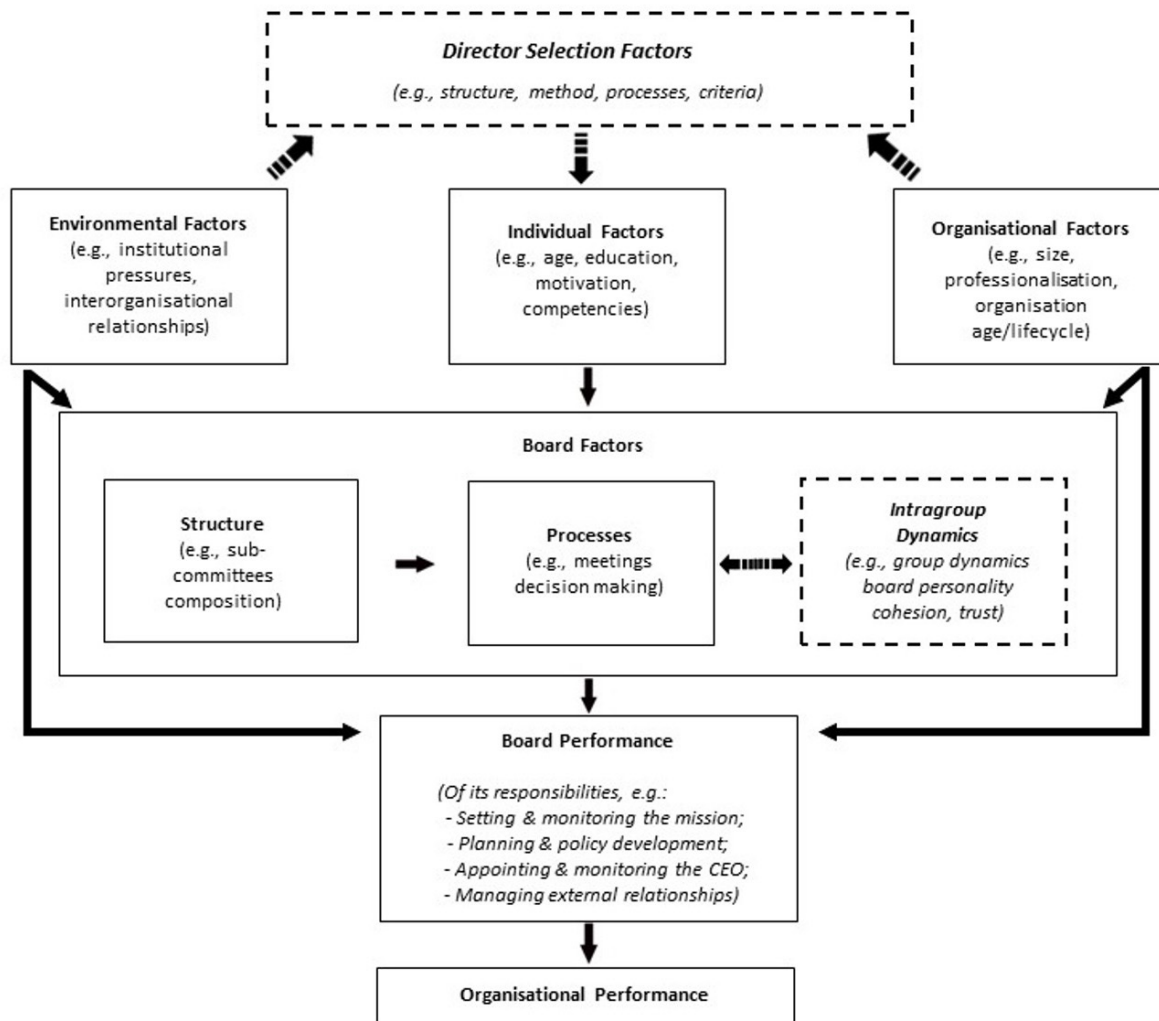 Director Selection Factors
(e.g., structure, method, processes, criteria)
Environmental Factors
(e.g., institutional
pressures,
interorganisational
relationships)
Individual Factors
(e.g., age, education,
motivation,
competencies)
Organisational Factors
(e.g., size,
professionalisation,
organisation
age/lifecycle)
Board Factors
Structure
(e.g., sub-
committees
composition)
Processes
(e.g., meetings
decision making)
Intragroup
Dynamics
(e.g., group dynamics
board personality
cohesion, trust)
Board Performance
(Of its responsibilities, e.g.:
- Setting & monitoring the mission;
- Planning & policy development;
- Appointing & monitoring the CEO;
- Managing external relationships)
Organisational Performance